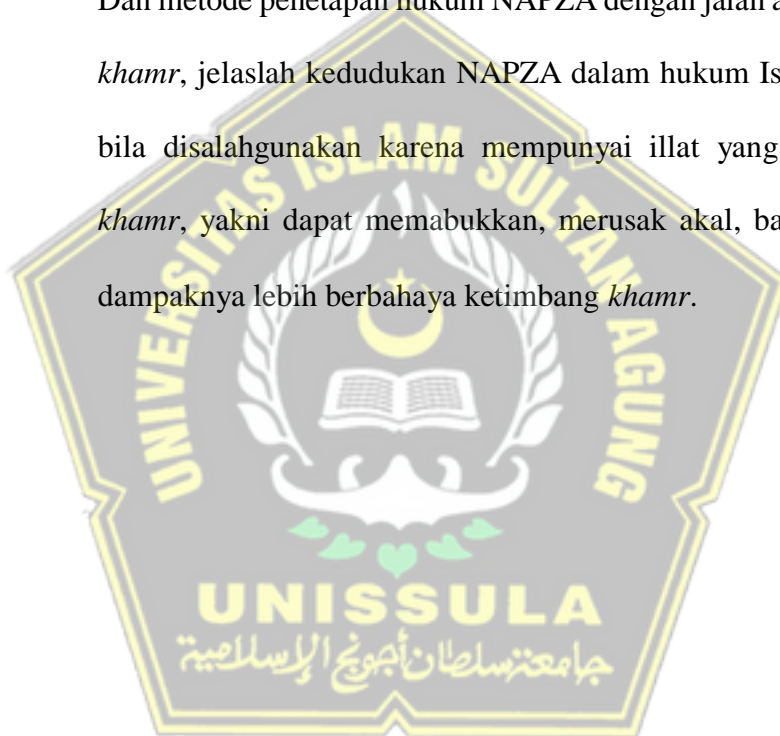 metode penetapan hukum NAPZA dengan jalan
khamr, jelaslah kedudukan NAPZA dalam hukum Is
bila disalahgunakan karena mempunyai illat yang
khamr, yakni dapat memabukkan, merusak akal, ba
dampaknya lebih berbahaya ketimbang khamr.
UNIVERSITAS ISLAM SULTAN AGUNG
UNISSULA
جامعة سلطان أجونج الإسلامية